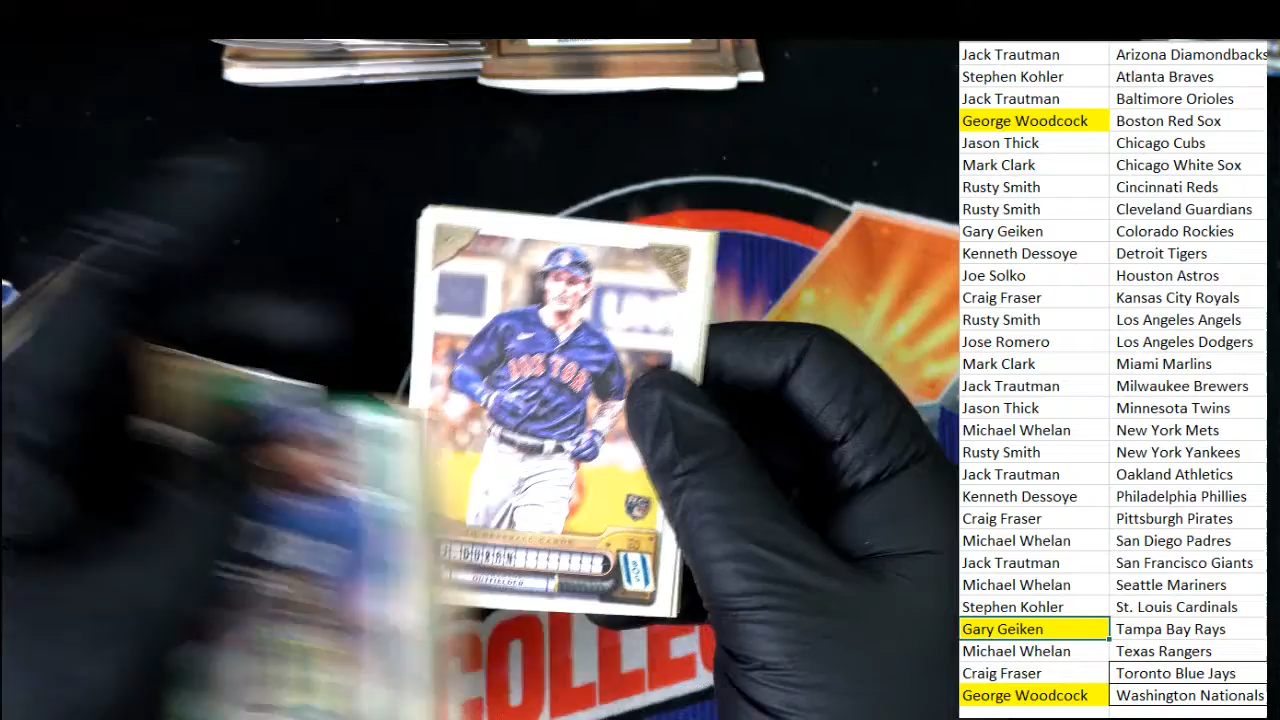 Jack Trautman Arizona Diamondbacks
Stephen Kohler Atlanta Braves
Jack Trautman Baltimore Orioles
George Woodcock Boston Red Sox
Jason Thick Chicago Cubs
Mark Clark Chicago White Sox
Rusty Smith Cincinnati Reds
Rusty Smith Cleveland Guardians
Gary Geiken Colorado Rockies
Kenneth Dessoye Detroit Tigers
Joe Solko Houston Astros
Craig Fraser Kansas City Royals
Rusty Smith Los Angeles Angels
Jose Romero Los Angeles Dodgers
Mark Clark Miami Marlins
Jack Trautman Milwaukee Brewers
Jason Thick Minnesota Twins
Michael Whelan New York Mets
Rusty Smith New York Yankees
Jack Trautman Oakland Athletics
Kenneth Dessoye Philadelphia Phillies
Craig Fraser Pittsburgh Pirates
Michael Whelan San Diego Padres
Jack Trautman San Francisco Giants
Michael Whelan Seattle Mariners
Stephen Kohler St. Louis Cardinals
Gary Geiken Tampa Bay Rays
Michael Whelan Texas Rangers
Craig Fraser Toronto Blue Jays
George Woodcock Washington Nationals
BOSTON
J DURAN
OUTFIELDER
BOS
COLLEC